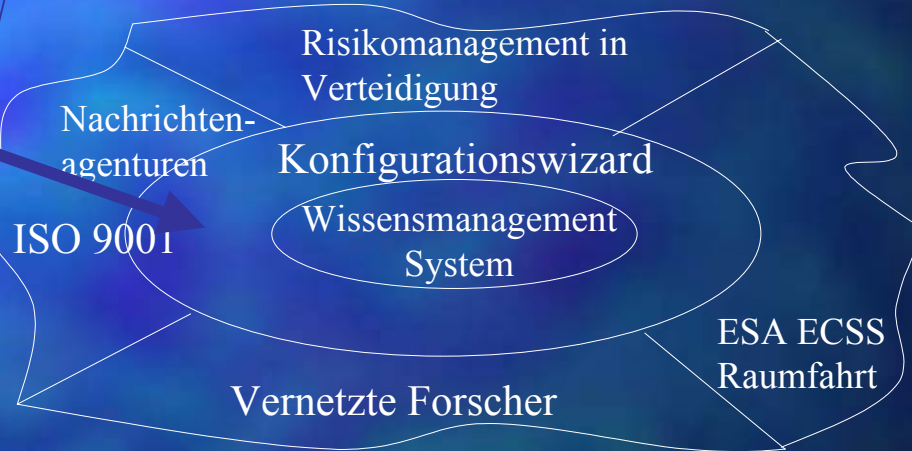 Risikomanagement in
Verteidigung
Nachrichten-
agenturen
Konfigurationswizard
Wissensmanagement
System
ISO 9001
ESA ECSS
Raumfahrt
Vernetzte Forscher